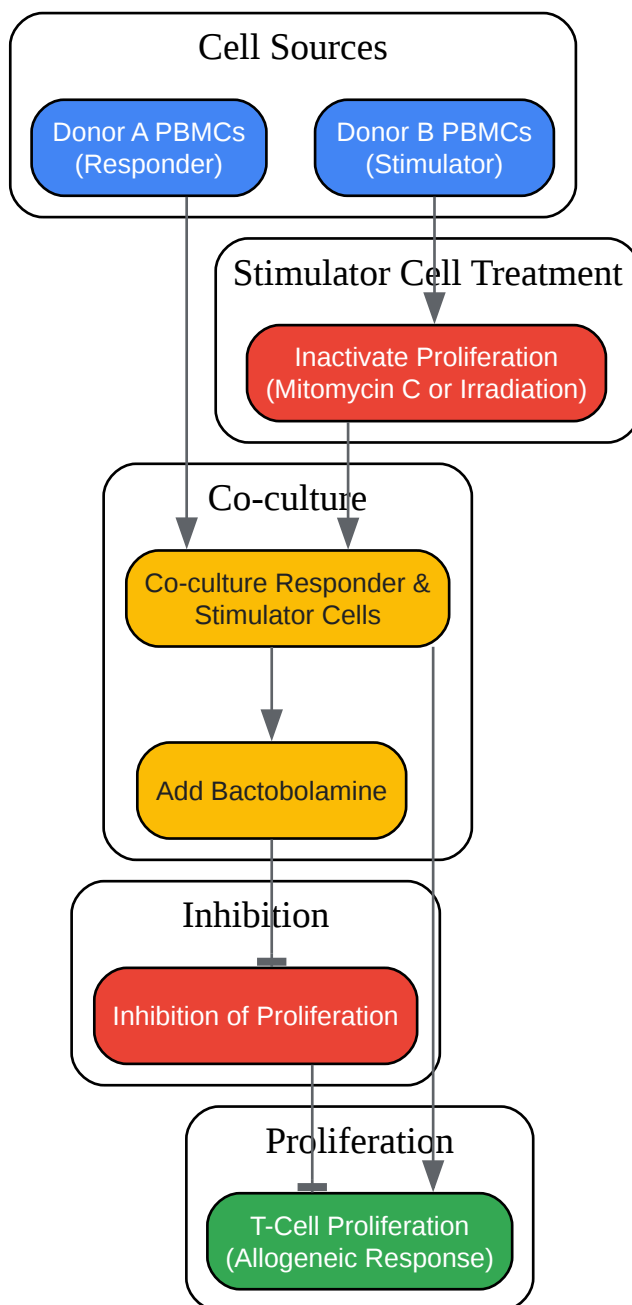 Cell Sources
Donor A PBMCs
(Responder)
Donor B PBMCs
(Stimulator)
Stimulator Cell Treatment
Inactivate Proliferation
(Mitomycin C or Irradiation)
Co-culture
Co-culture Responder &
Stimulator Cells
Add Bactobolamine
Inhibition
Inhibition of Proliferation
Proliferation
T-Cell Proliferation
(Allogeneic Response)